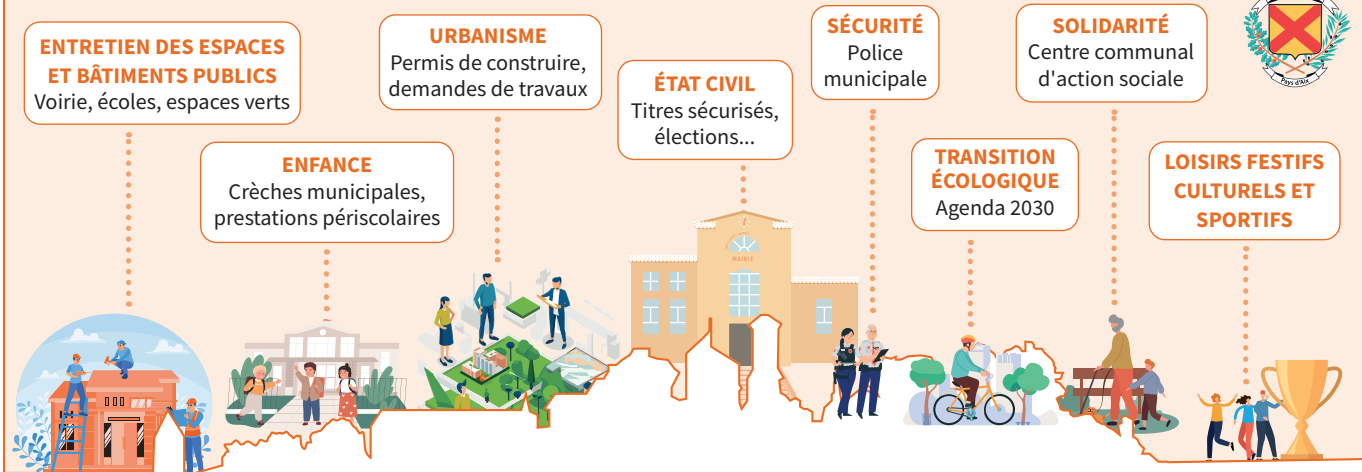 ENTRETIEN DES ESPACES
ET BÂTIMENTS PUBLICS
Voirie, écoles, espaces verts
ENFANCE
Crèches municipales,
prestations périscolaires
URBANISME
Permis de construire,
demandes de travaux
ÉTAT CIVIL
Titres sécurisés,
élections...
SÉCURITÉ
Police
municipale
TRANSITION
ÉCOLOGIQUE
Agenda 2030
SOLIDARITÉ
Centre communal
d'action sociale
LOISIRS FESTIFS
CULTURELS ET
SPORTIFS
Pays d'Aix
MAIRIE